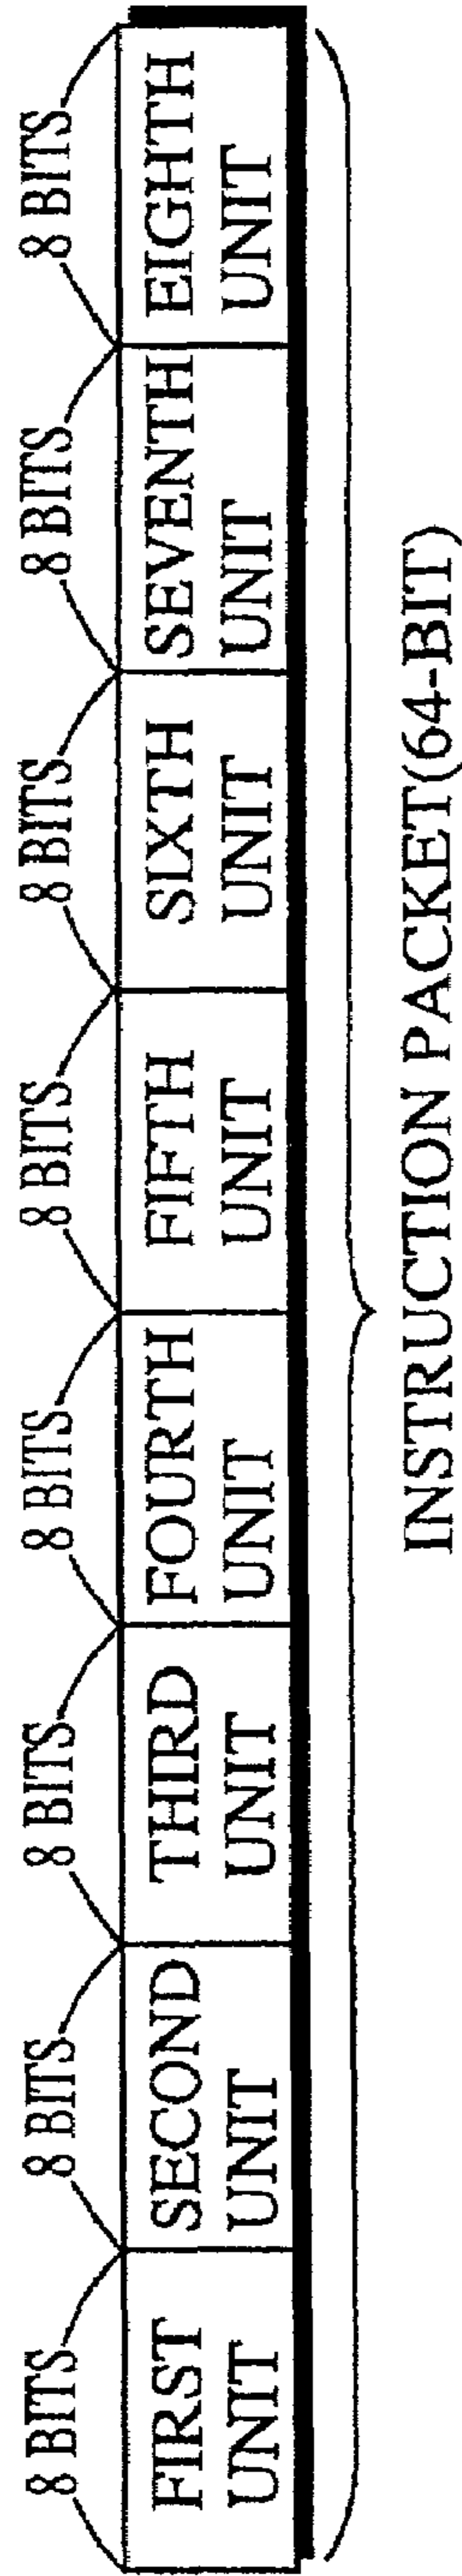 8 BITS 8 BITS 8 BITS 8 BITS 8 BITS 8 BITS 8 BITS 8 BITS
FIRST UNIT
SECOND UNIT
THIRD UNIT
FOURTH UNIT
FIFTH UNIT
SIXTH UNIT
SEVENTH UNIT
EIGHTH UNIT
INSTRUCTION PACKET(64-BIT)